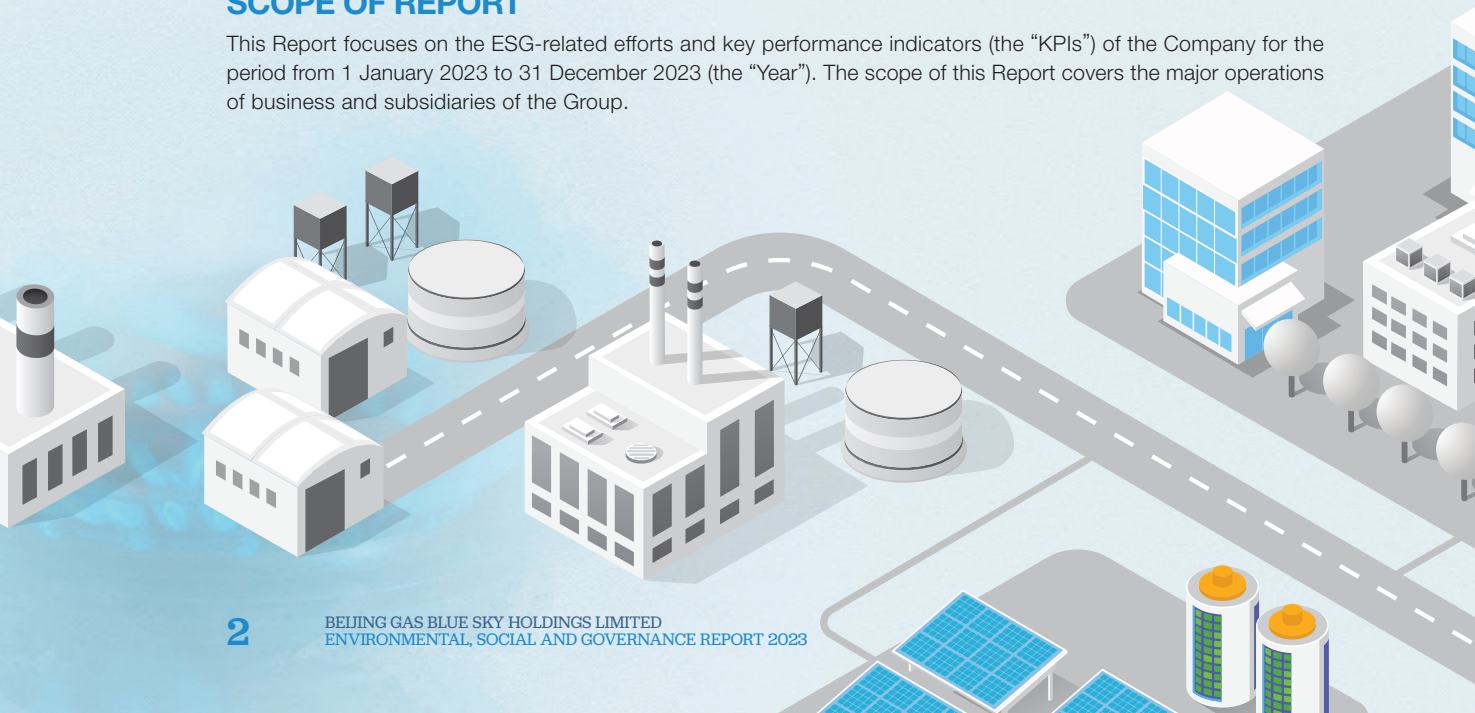 SCOPE OF REPORT
This Report focuses on the ESG-related efforts and key performance indicators (the “KPIs”) of the Company for the
period from 1 January 2023 to 31 December 2023 (the “Year”). The scope of this Report covers the major operations
of business and subsidiaries of the Group.
2
BEIJING GAS BLUE SKY HOLDINGS LIMITED
ENVIRONMENTAL, SOCIAL AND GOVERNANCE REPORT 2023